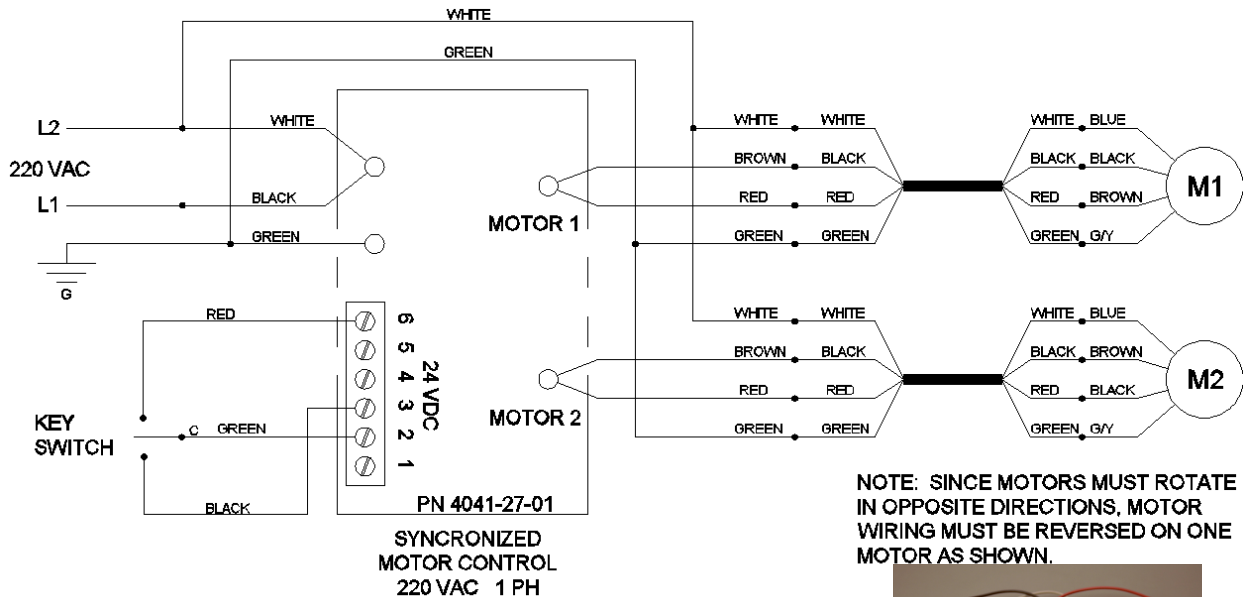 WHITE
GREEN
L2
WHITE
220 VAC
L1
BLACK
GREEN
G
MOTOR 1
WHITE WHITE
BROWN BLACK
RED RED
GREEN GREEN
WHITE BLUE
BLACK BLACK
RED BROWN
GREEN G/Y
M1
RED
6
5
4
3
2
1
24 VDC
KEY
SWITCH
C GREEN
BLACK
MOTOR 2
WHITE WHITE
BROWN BLACK
RED RED
GREEN GREEN
WHITE BLUE
BLACK BROWN
RED BLACK
GREEN G/Y
M2
PN 4041-27-01
SYNCRONIZED
MOTOR CONTROL
220 VAC 1 PH
NOTE: SINCE MOTORS MUST ROTATE
IN OPPOSITE DIRECTIONS, MOTOR
WIRING MUST BE REVERSED ON ONE
MOTOR AS SHOWN.